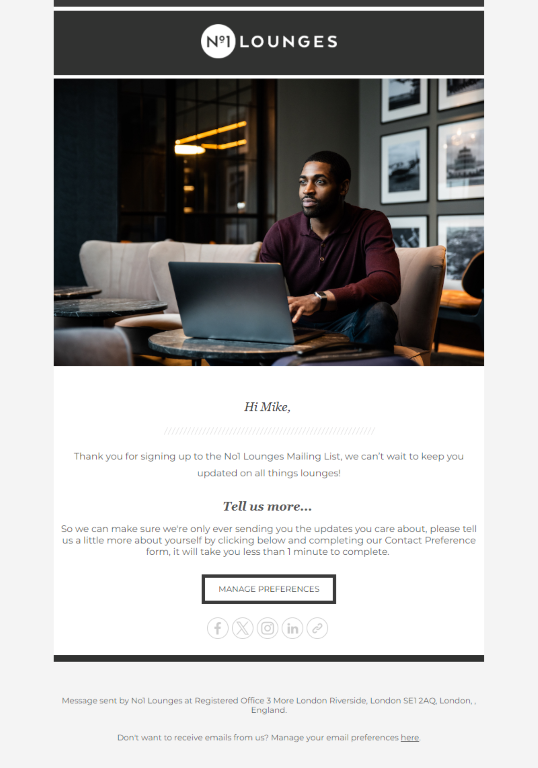 Nº1 LOUNGES
Hi Mike,
Thank you for signing up to the No1 Lounges Mailing List, we can't wait to keep you
updated on all things lounges!
Tell us more...
So we can make sure we're only ever sending you the updates you care about, please tell
us a little more about yourself by clicking below and completing our Contact Preference
form, it will take you less than 1 minute to complete.
MANAGE PREFERENCES
Message sent by No1 Lounges at Registered Office 3 More London Riverside, London SE1 2AQ, London, ,
England.
Don't want to receive emails from us? Manage your email preferences here.